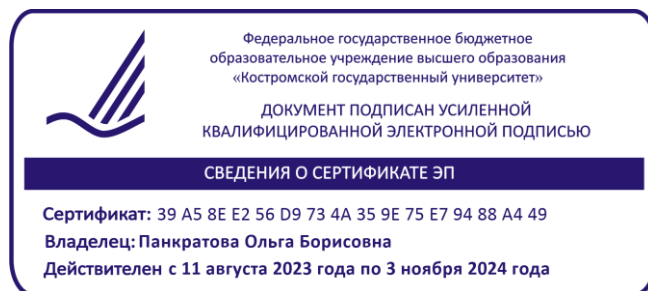 Федеральное государственное бюджетное
образовательное учреждение высшего образования
«Костромской государственный университет»
ДОКУМЕНТ ПОДПИСАН УСИЛЕННОЙ
КВАЛИФИЦИРОВАННОЙ ЭЛЕКТРОННОЙ ПОДПИСЬЮ
СВЕДЕНИЯ О СЕРТИФИКАТЕ ЭП
Сертификат: 39 A5 8E E2 56 D9 73 4A 35 9E 75 E7 94 88 A4 49
Владелец: Панкратова Ольга Борисовна
Действителен с 11 августа 2023 года по 3 ноября 2024 года